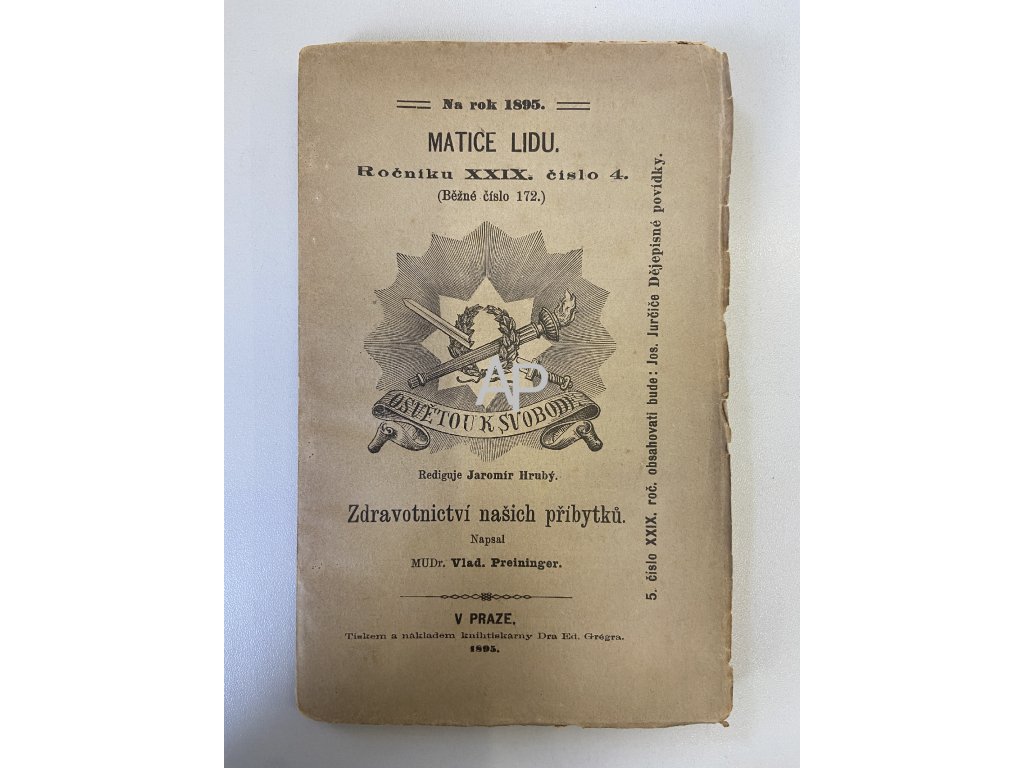 Na rok 1895.
MATICE LIDU.
Ročníku XXIX. číslo 4.
(Běžné číslo 172.)
OSVĚTOU K SVOBODĚ
AP
Rediguje Jaromír Hrubý.
Zdravotnictví našich příbytků.
Napsal
MUDr. Vlad. Preininger.
V PRAZE,
Tiskem a nákladem knihtiskárny Dra Ed. Grégra.
1895.
5. číslo XXIX. roč. obsahovati bude: Jos. Jurčiče Dějepisné povídky.